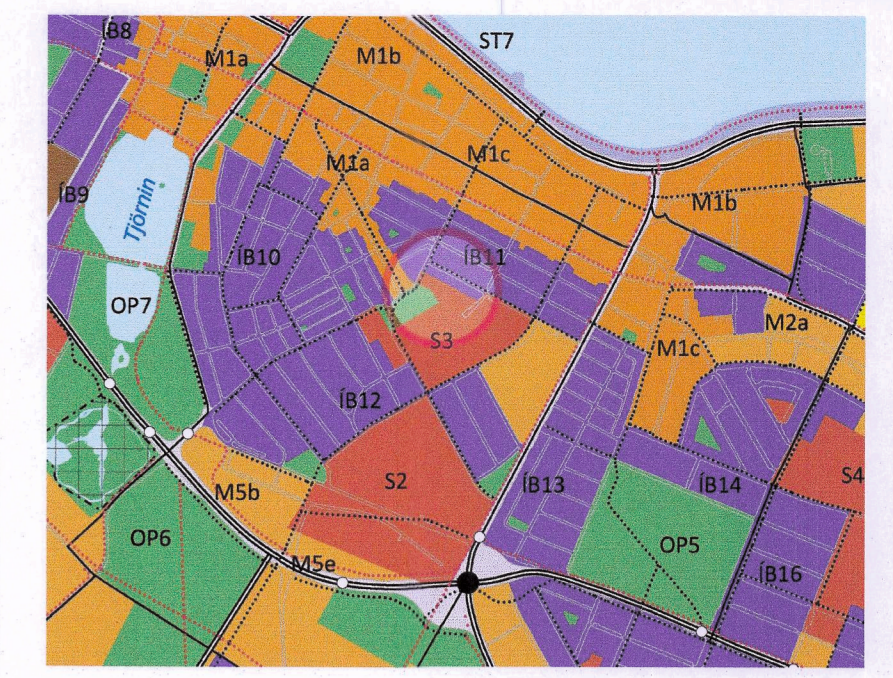 ÍB8
ST7
M1a
M1b
M1a
M1c
ÍB9
Tjörnin
M1b
ÍB10
ÍB11
OP7
M2a
S3
M1c
ÍB12
S2
ÍB13
ÍB14
S4
M5b
OP6
OP5
M5e
ÍB16